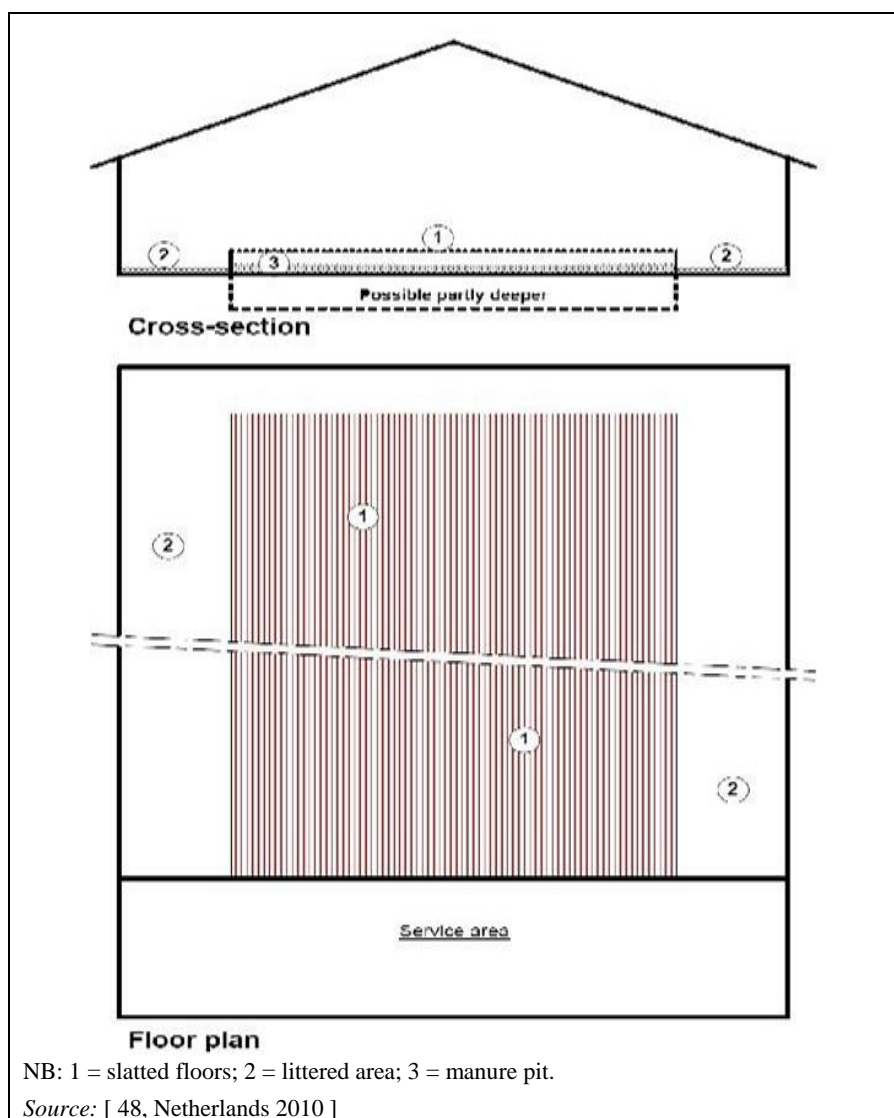 1
2
3
2
Possible partly deeper
Cross-section
1
2
1
2
Service area
Floor plan
NB: 1 = slatted floors; 2 = littered area; 3 = manure pit.
Source: [ 48, Netherlands 2010 ]